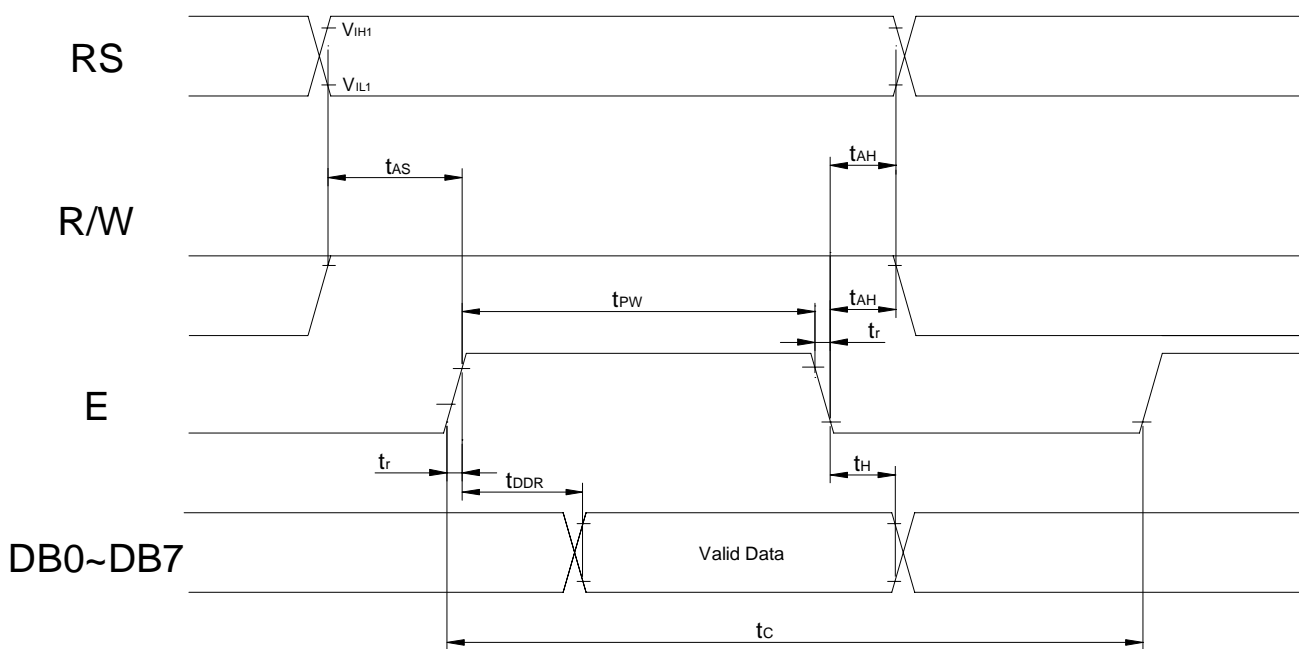 RS
VIH1
VIL1
tAS
tAH
R/W
tPW
tAH
tr
E
tr
tDDR
tH
DB0~DB7
Valid Data
tC